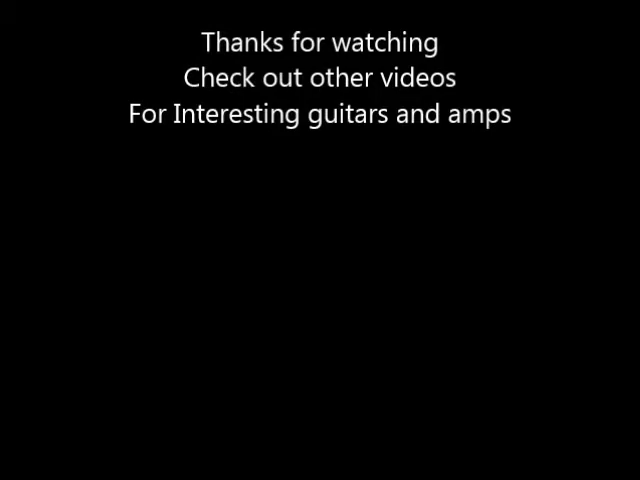 Thanks for watching
Check out other videos
For Interesting guitars and amps